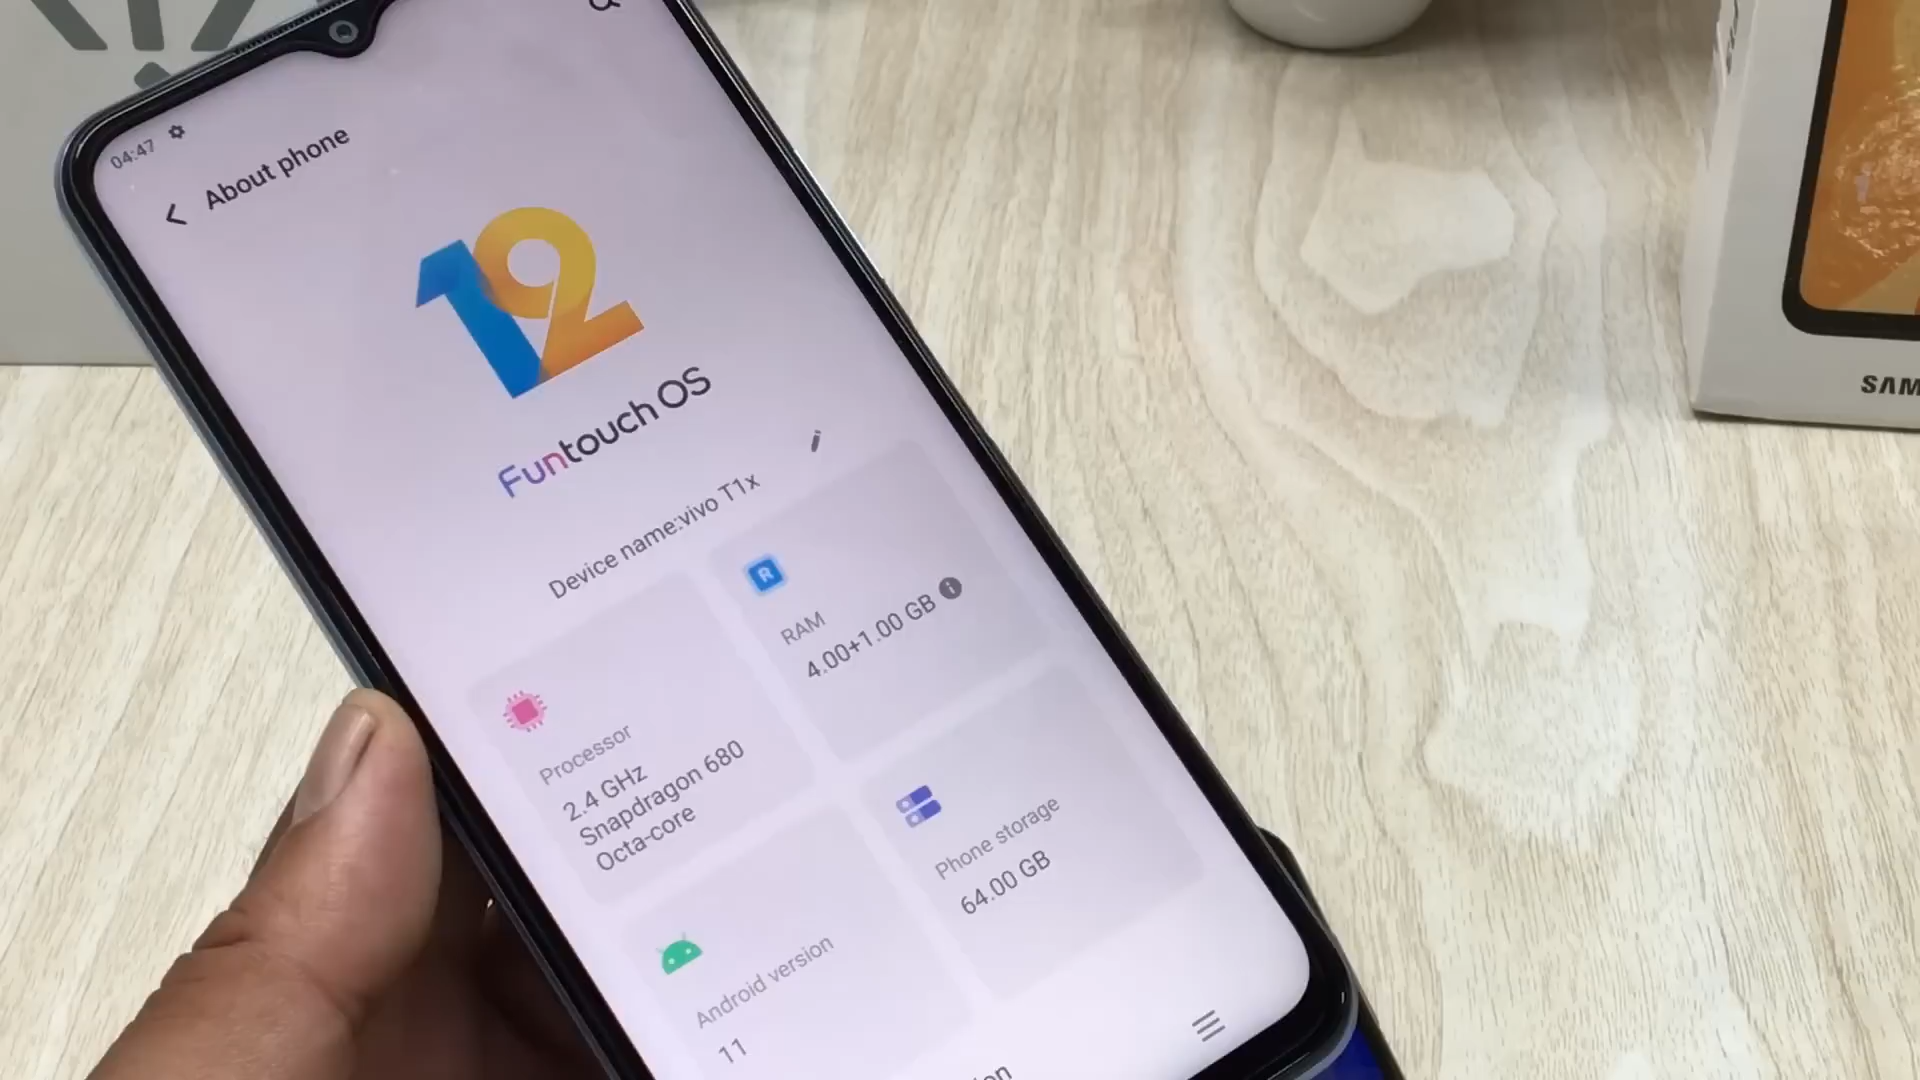 04:47
About phone
12
Funtouch OS
Device name:vivo T1x
R
RAM
4.00+1.00 GB
Processor
2.4 GHz
Snapdragon 680
Octa-core
Phone storage
64.00 GB
Android version
11
SAM